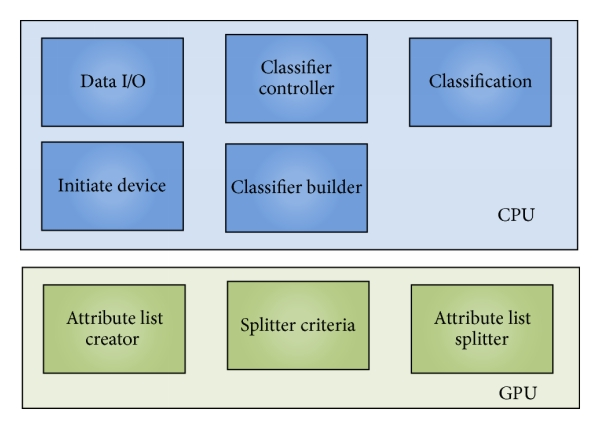 Data I/O
Classifier
controller
Classification
Initiate device
Classifier builder
CPU
Attribute list
creator
Splitter criteria
Attribute list
splitter
GPU